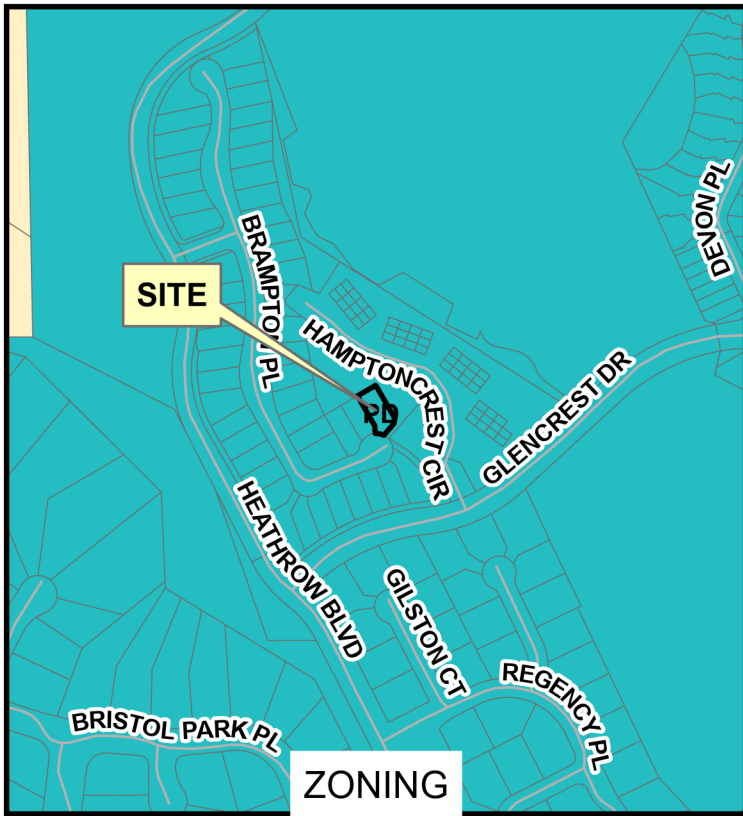 DEVON PL
BRAMPTON PL
SITE
HAMPTONCREST CIR
PD
GLENCREST DR
HEATHROW BLVD
GILSTON CT
REGENCY PL
BRISTOL PARK PL
ZONING